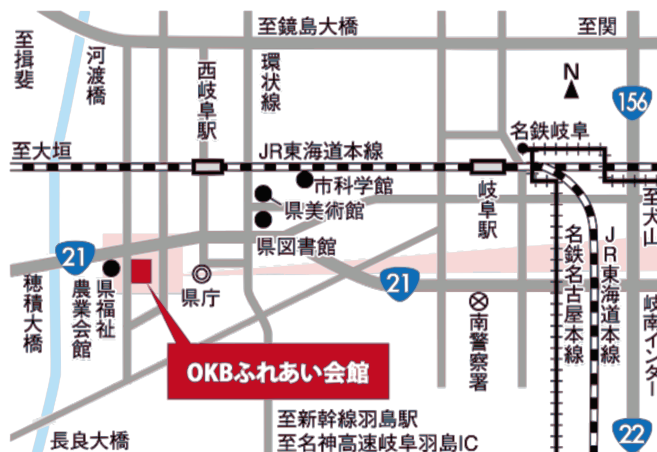 至鏡島大橋
至関
至揖斐
河渡橋
西岐阜駅
環状線
N
156
名鉄岐阜
至大垣
JR東海道本線
市科学館
県美術館
岐阜駅
至犬山
県図書館
21
県福祉
農業会館
県庁
21
名鉄名古屋本線
JR東海道本線
穂積大橋
南警察署
岐南インター
OKBふれあい会館
至新幹線羽島駅
至名神高速岐阜羽島IC
長良大橋
22